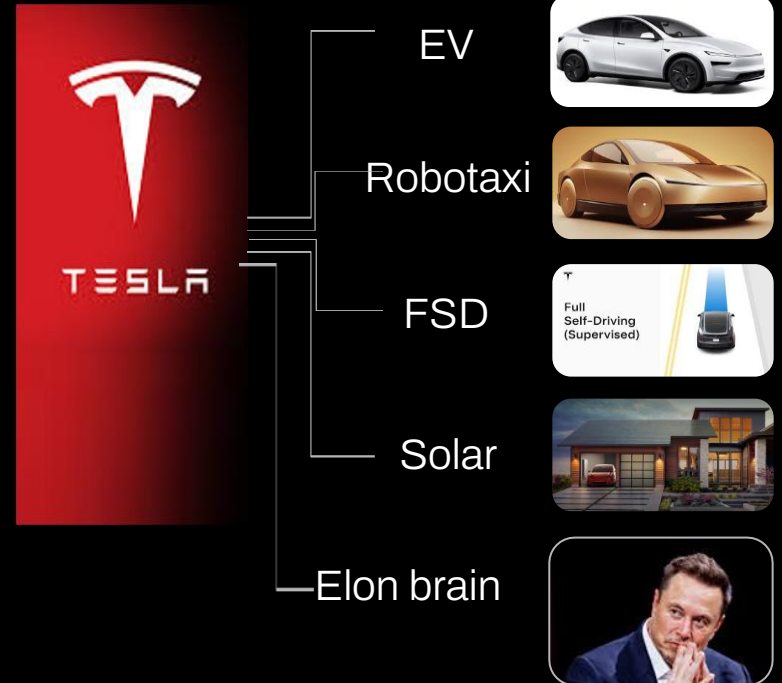 TESLA
EV
Robotaxi
FSD
Full
Self-Driving
(Supervised)
Solar
Elon brain